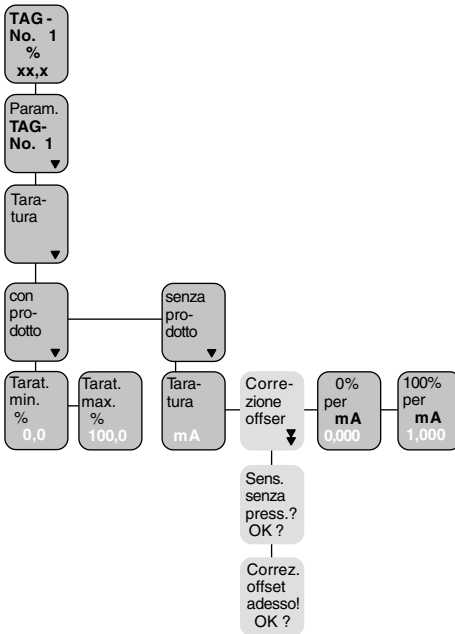 TAG -
No. 1
%
xx,x
Param.
TAG-
No. 1
Tara-
tura
con
pro-
dotto
senza
pro-
dotto
Tarat.
min.
%
0,0
Tarat.
max.
%
100,0
Tara-
tura
mA
Corre-
zione
offser
0%
per
mA
0,000
100%
per
mA
1,000
Sens.
senza
press.?
OK ?
Correz.
offset
adesso!
OK ?